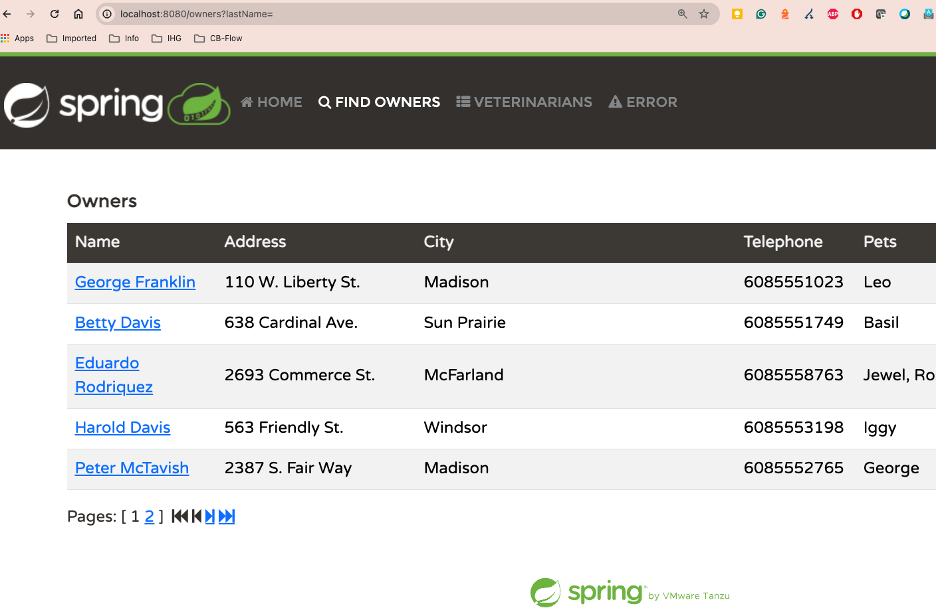 localhost:8080/owners?lastName=
Apps Imported Info IHG CB-Flow
spring HOME FIND OWNERS VETERINARIANS ERROR
Owners
Name Address City Telephone Pets
George Franklin 110 W. Liberty St. Madison 6085551023 Leo
Betty Davis 638 Cardinal Ave. Sun Prairie 6085551749 Basil
Eduardo
Rodriquez 2693 Commerce St. McFarland 6085558763 Jewel, Ro
Harold Davis 563 Friendly St. Windsor 6085553198 Iggy
Peter McTavish 2387 S. Fair Way Madison 6085552765 George
Pages: [ 1 2 ]
spring by VMware Tanzu